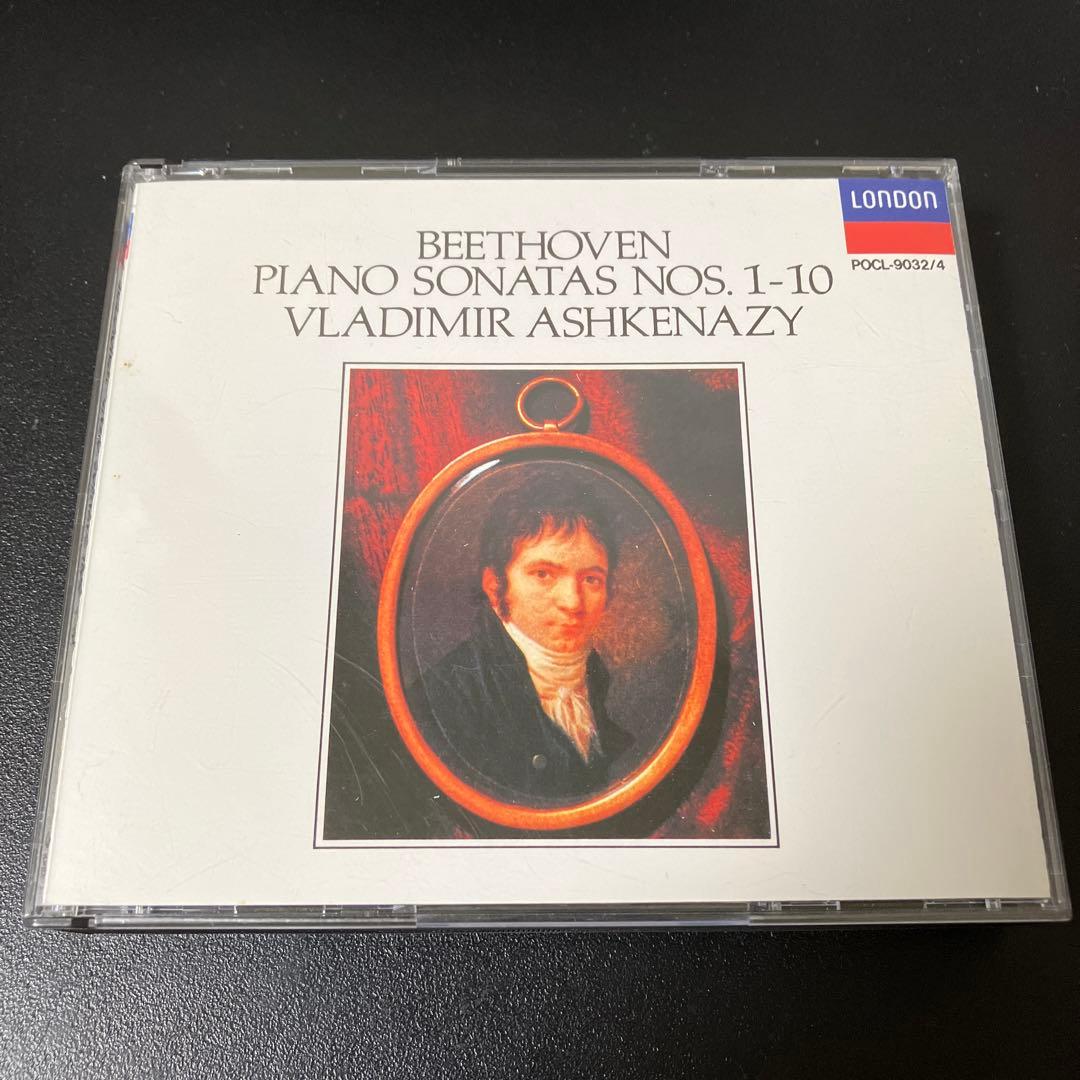 LONDON
POCL-9032/4
BEETHOVEN
PIANO SONATAS NOS. 1-10
VLADIMIR ASHKENAZY